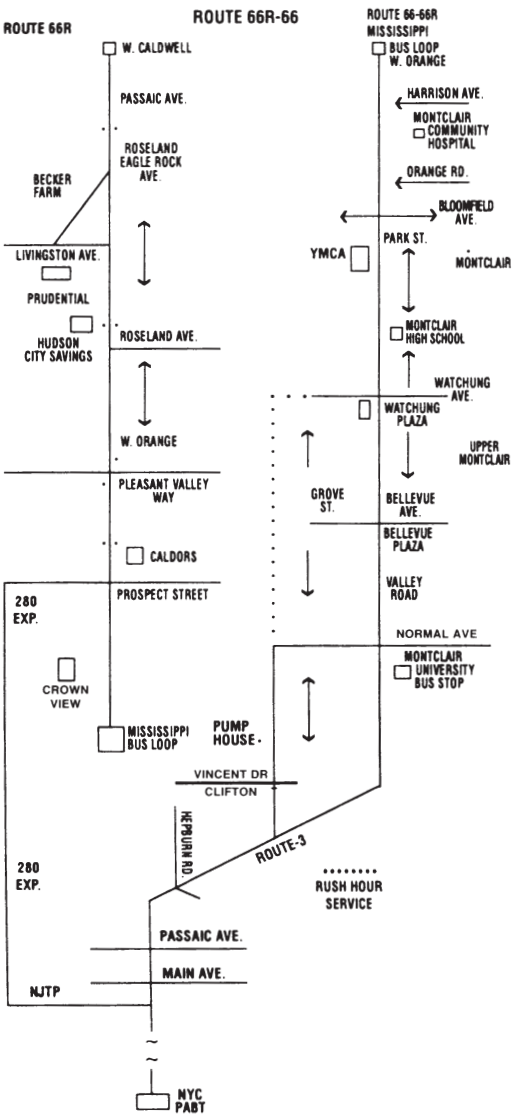 ROUTE 66R-66
ROUTE 66R
W. CALDWELL
PASSAIC AVE.
ROSELAND
EAGLE ROCK
AVE.
BECKER
FARM
LIVINGSTON AVE.
PRUDENTIAL
HUDSON
CITY SAVINGS
ROSELAND AVE.
W. ORANGE
PLEASANT VALLEY
WAY
CALDORS
PROSPECT STREET
280
EXP.
CROWN
VIEW
MISSISSIPPI
BUS LOOP
ROUTE 66-66R
MISSISSIPPI
BUS LOOP
W. ORANGE
HARRISON AVE.
MONTCLAIR
COMMUNITY
HOSPITAL
ORANGE RD.
BLOOMFIELD
AVE.
PARK ST.
YMCA
MONTCLAIR
MONTCLAIR
HIGH SCHOOL
WATCHUNG
AVE.
WATCHUNG
PLAZA
UPPER
MONTCLAIR
GROVE
ST.
BELLEVUE
AVE.
BELLEVUE
PLAZA
VALLEY
ROAD
NORMAL AVE
MONTCLAIR
UNIVERSITY
BUS STOP
PUMP
HOUSE
VINCENT DR
CLIFTON
HEPBURN RD.
ROUTE-3
RUSH HOUR
SERVICE
280
EXP.
PASSAIC AVE.
MAIN AVE.
NJTP
NYC
PABT